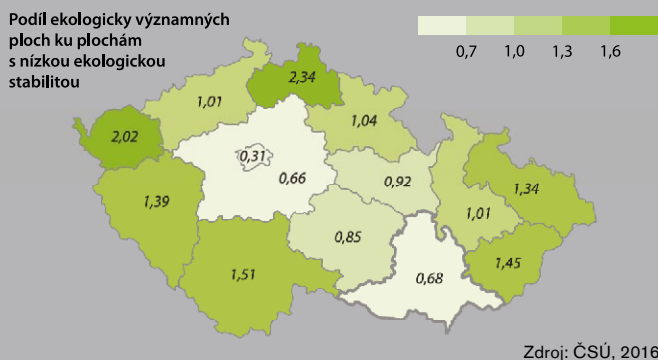 Podíl ekologicky významných
ploch ku plochám
s nízkou ekologickou
stabilitou
0,7 1,0 1,3 1,6
2,34
1,01
1,04
2,02
0,31
0,66
0,92
1,34
1,39
1,01
0,85
1,45
1,51
0,68
Zdroj: ČSÚ, 2016